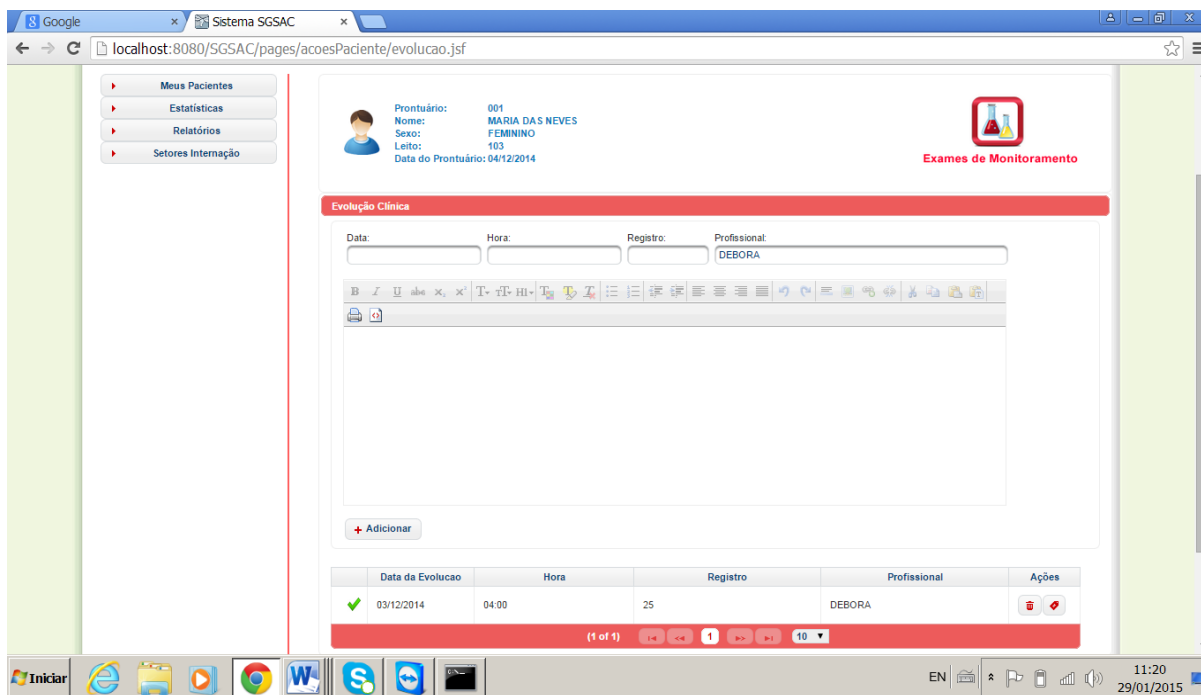 Google
Sistema SGSAC
localhost:8080/SGSAC/pages/acoesPaciente/evolucao.jsf
Meus Pacientes
Estatísticas
Relatórios
Setores Internação
Prontuário: 001
Nome: MARIA DAS NEVES
Sexo: FEMININO
Leito: 103
Data do Prontuário: 04/12/2014
Exames de Monitoramento
Evolução Clínica
Data: Hora: Registro: Profissional:
DEBORA
+ Adicionar
Data da Evolucao Hora Registro Profissional Ações
03/12/2014 04:00 25 DEBORA
(1 of 1) 1 10
Iniciar
EN
11:20
29/01/2015